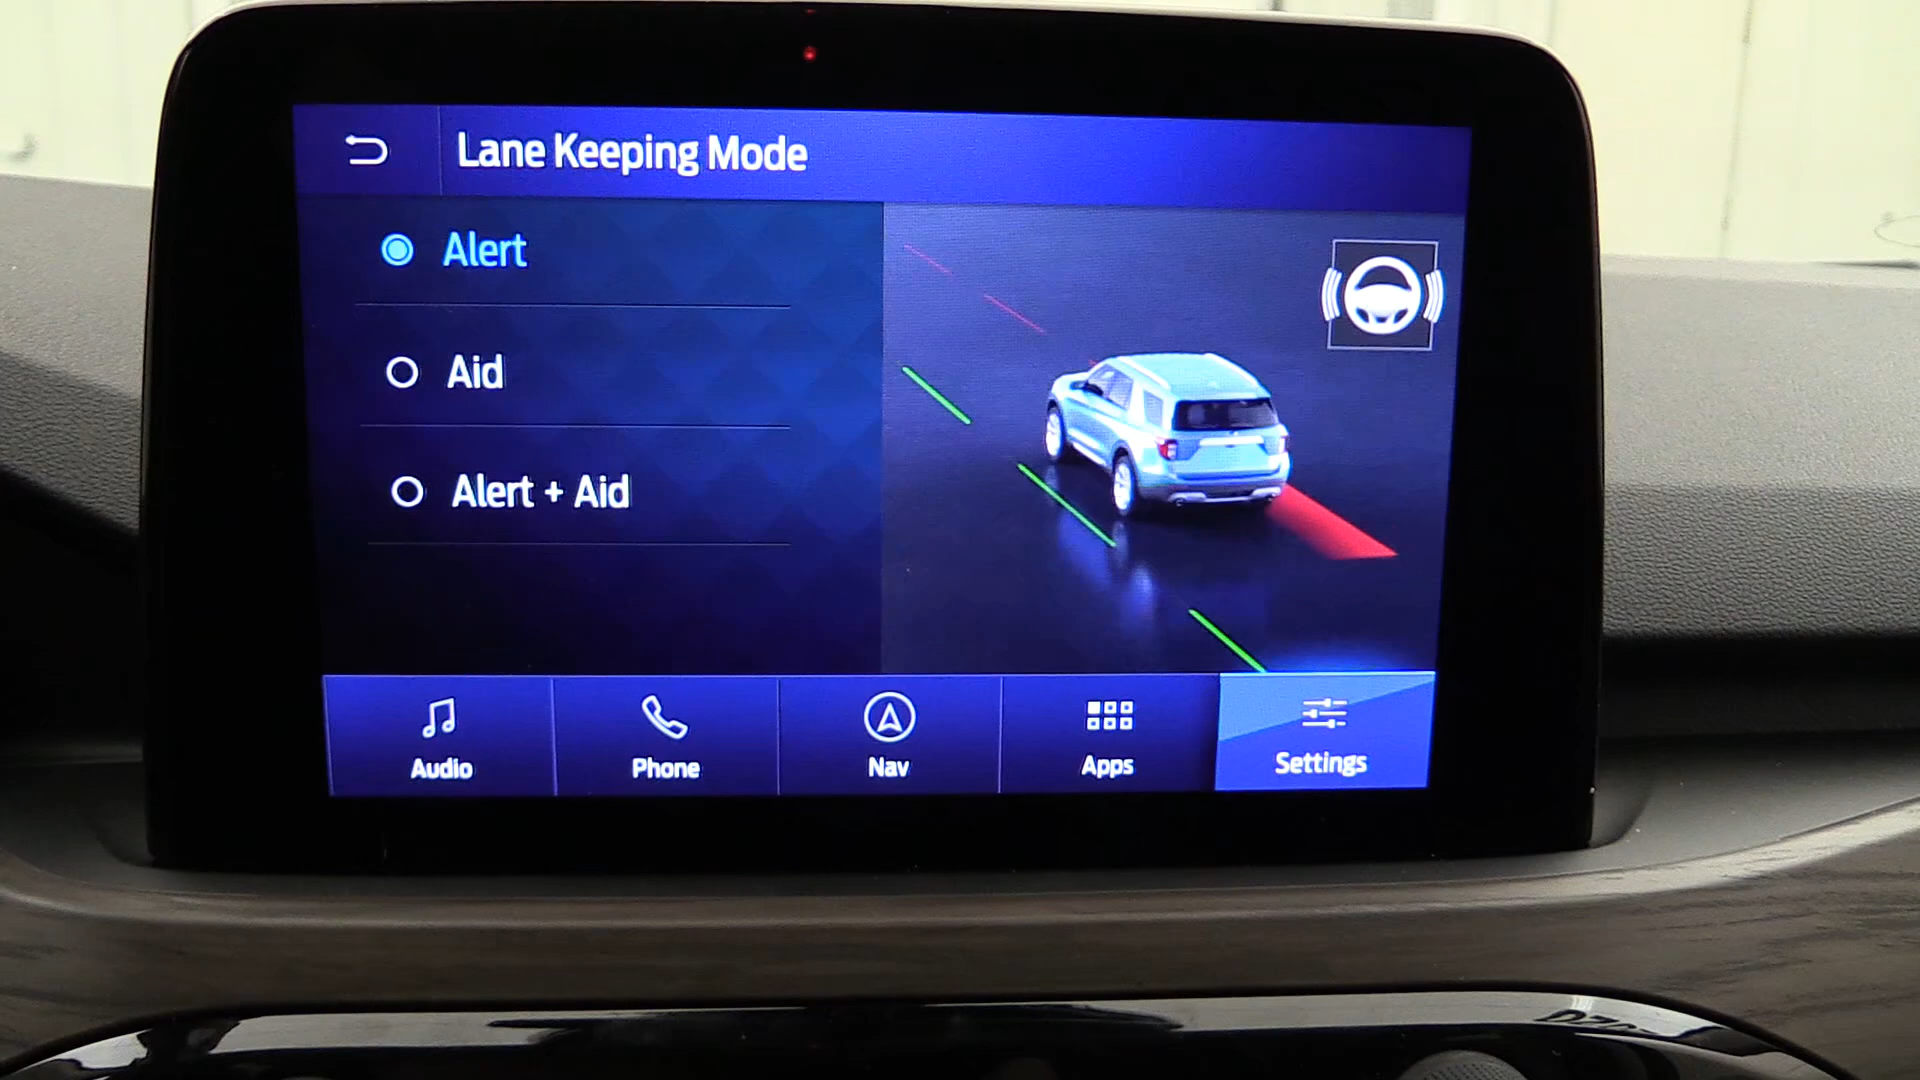 Lane Keeping Mode
Alert
Aid
Alert + Aid
Audio
Phone
Nav
Apps
Settings